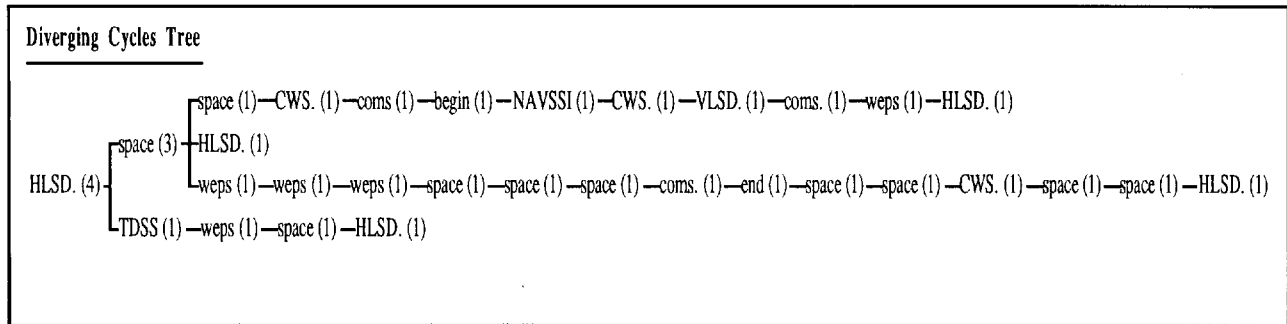 Diverging Cycles Tree
space (1) CWS. (1) coms (1) begin (1) NAVSSI (1) CWS. (1) VLSD. (1) coms. (1) weps (1) HLSD. (1)
space (3) HLSD. (1)
HLSD. (4) weps (1) weps (1) weps (1) space (1) space (1) space (1) coms. (1) end (1) space (1) space (1) CWS. (1) space (1) space (1) HLSD. (1)
TDSS (1) weps (1) space (1) HLSD. (1)